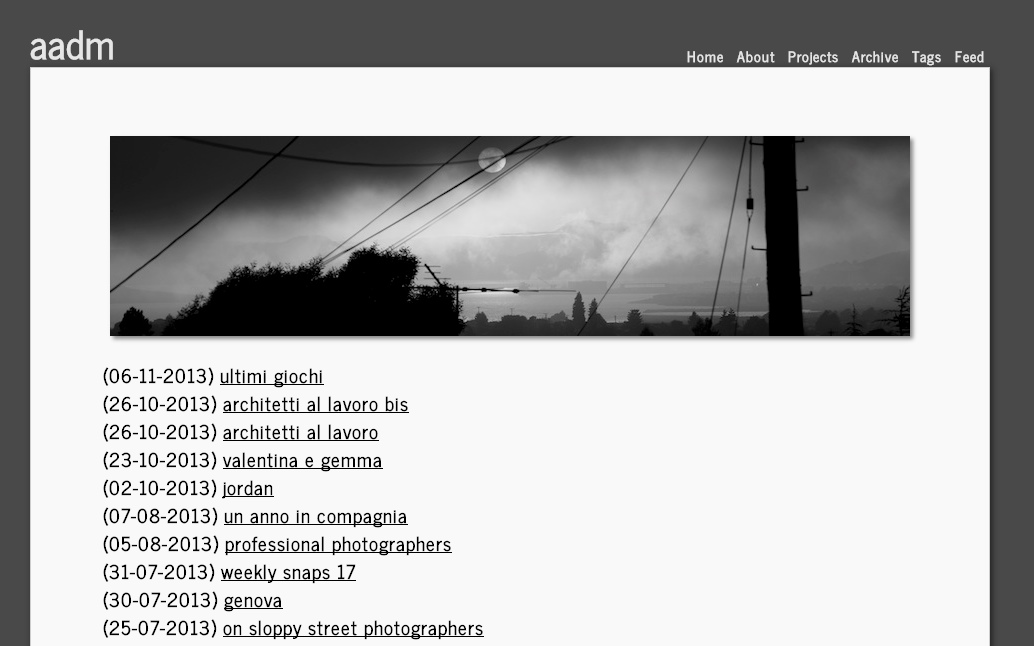 aadm
Home About Projects Archive Tags Feed
(06-11-2013) ultimi giochi
(26-10-2013) architetti al lavoro bis
(26-10-2013) architetti al lavoro
(23-10-2013) valentina e gemma
(02-10-2013) jordan
(07-08-2013) un anno in compagnia
(05-08-2013) professional photographers
(31-07-2013) weekly snaps 17
(30-07-2013) genova
(25-07-2013) on sloppy street photographers